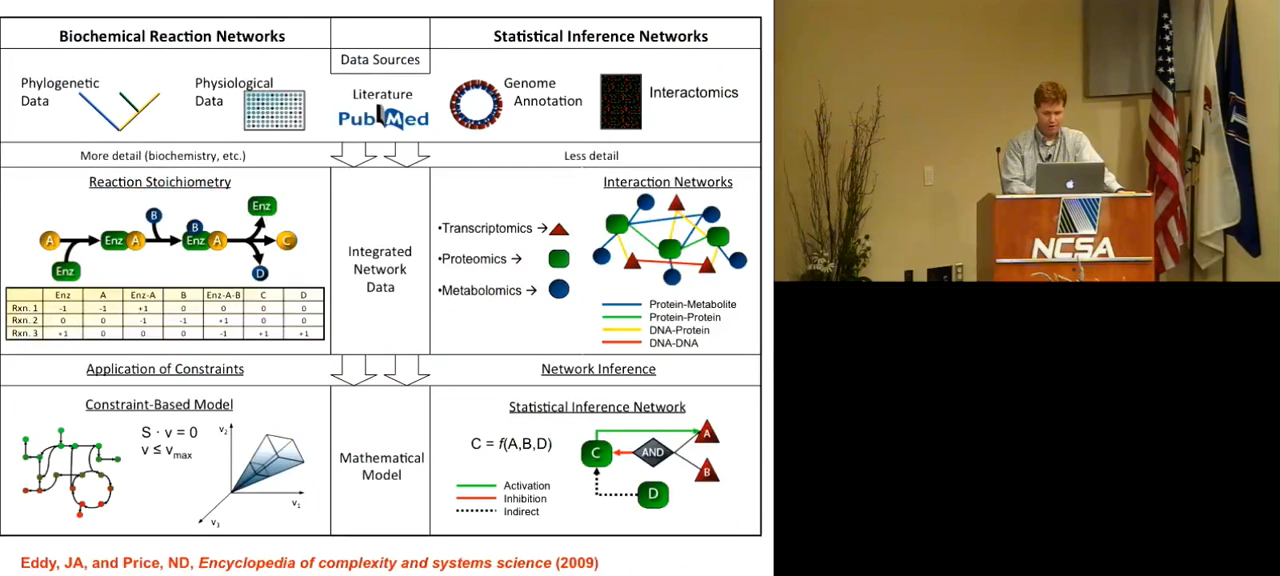 Biochemical Reaction Networks
Statistical Inference Networks
Data Sources
Phylogenetic
Data
Physiological
Data
Literature
PubMed
Genome
Annotation
Interactomics
More detail (biochemistry, etc.)
Less detail
Reaction Stoichiometry
A
Enz
Enz A
B
B
Enz A
Enz
C
D
Enz A Enz-A B Enz-A-B C D
Rxn. 1 -1 -1 +1 0 0 0 0
Rxn. 2 0 0 -1 -1 +1 0 0
Rxn. 3 +1 0 0 0 -1 +1 +1
Integrated
Network
Data
Interaction Networks
•Transcriptomics →
•Proteomics →
•Metabolomics →
Protein-Metabolite
Protein-Protein
DNA-Protein
DNA-DNA
Application of Constraints
Network Inference
Constraint-Based Model
S · v = 0
v ≤ vmax
v2
v1
v3
Mathematical
Model
Statistical Inference Network
C = f(A,B,D)
C
AND
A
B
D
Activation
Inhibition
Indirect
Eddy, JA, and Price, ND, Encyclopedia of complexity and systems science (2009)
NCSA